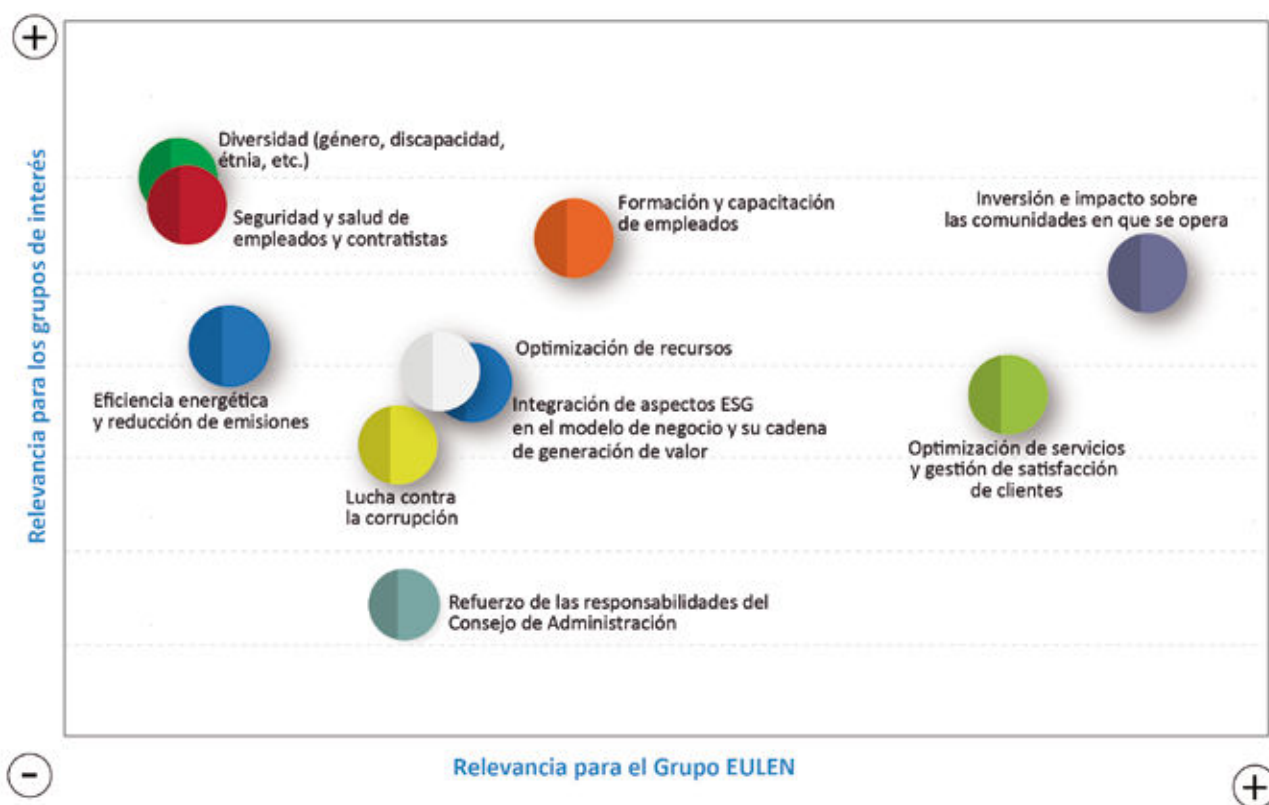 +
Relevancia para los grupos de interés
Diversidad (género, discapacidad,
étnia, etc.)
Seguridad y salud de
empleados y contratistas
Formación y capacitación
de empleados
Inversión e impacto sobre
las comunidades en que se opera
Eficiencia energética
y reducción de emisiones
Optimización de recursos
Integración de aspectos ESG
en el modelo de negocio y su cadena
de generación de valor
Optimización de servicios
y gestión de satisfacción
de clientes
Lucha contra
la corrupción
Refuerzo de las responsabilidades del
Consejo de Administración
-
Relevancia para el Grupo EULEN
+